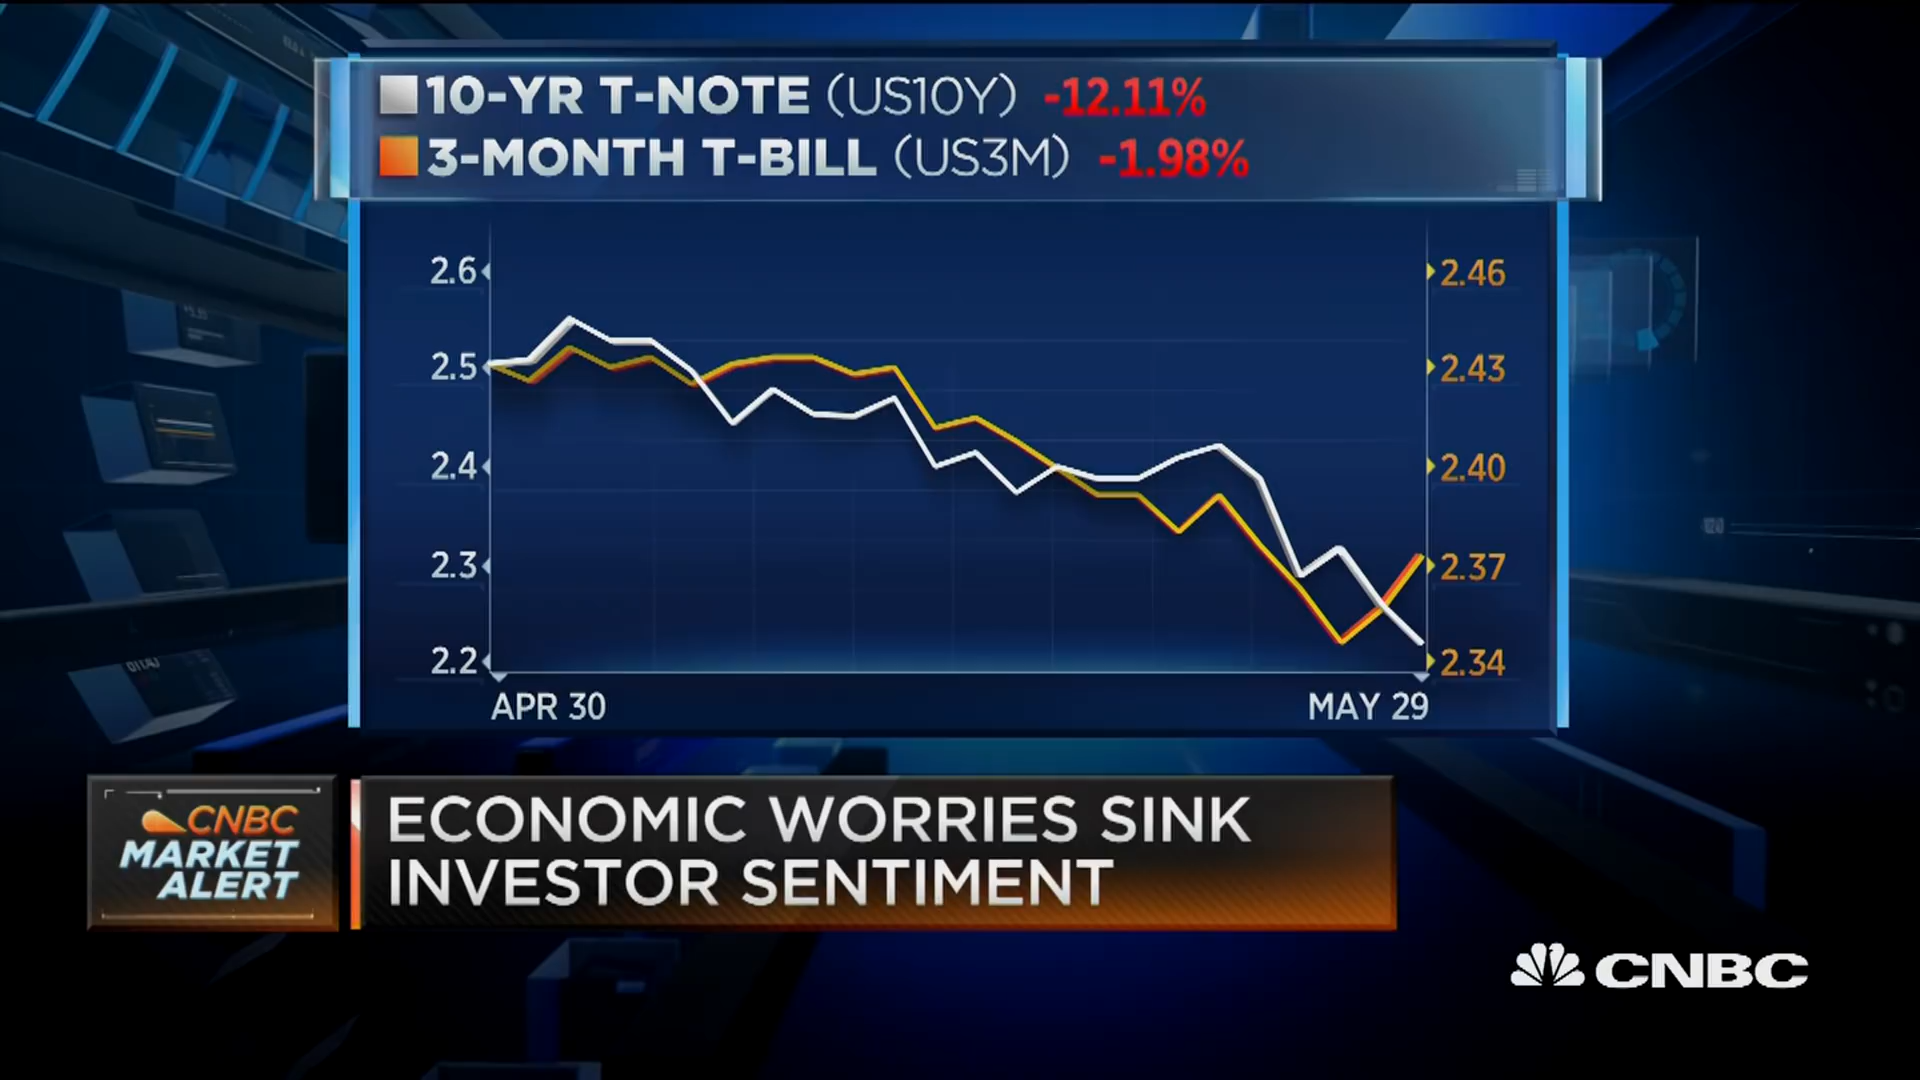 10-YR T-NOTE (US10Y) -12.11%
3-MONTH T-BILL (US3M) -1.98%
2.6
2.5
2.4
2.3
2.2
2.46
2.43
2.40
2.37
2.34
APR 30
MAY 29
CNBC
MARKET
ALERT
ECONOMIC WORRIES SINK
INVESTOR SENTIMENT
CNBC